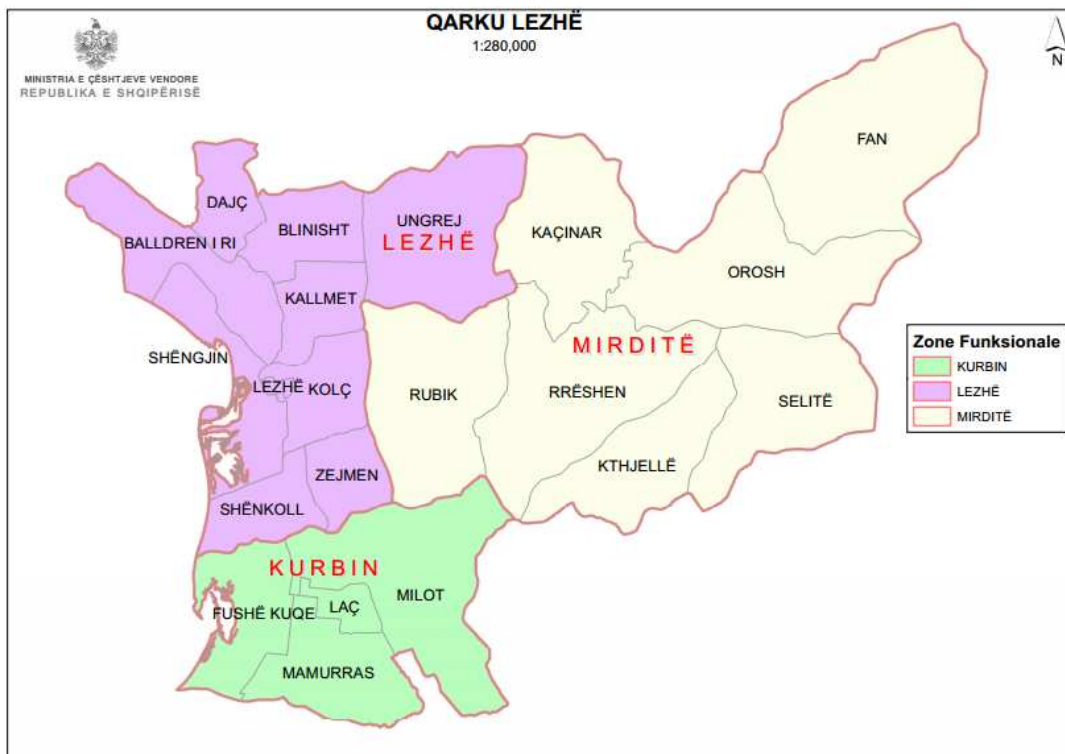 QARKU LEZHË
1:280,000
MINISTRIA E ÇËSHTJEVE VENDORE
REPUBLIKA E SHQIPËRISË
N
FAN
DAJÇ
UNGREJ
BLINISHT
BALLDREN I RI
LEZHË
KAÇINAR
OROSH
KALLMET
Zone Funksionale
KURBIN
LEZHË
MIRDITË
SHËNGJIN
MIRDITË
LEZHË
KOLÇ
RUBIK
RRËSHEN
SELITË
KTHJELLË
ZEJMEN
SHËNKOLL
KURBIN
MILOT
LAÇ
FUSHË KUQE
MAMURRAS